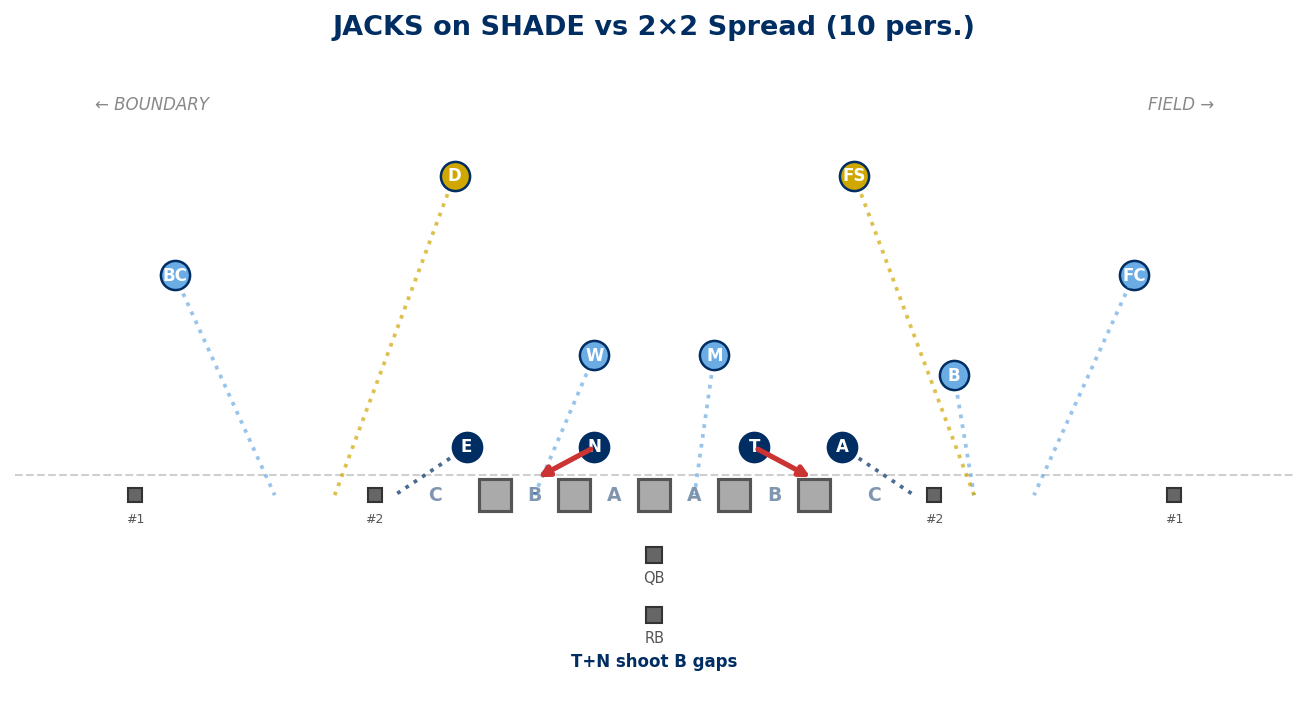 JACKS on SHADE vs 2×2 Spread (10 pers.)
← BOUNDARY
FIELD →
D
FS
BC
FC
W
M
B
E
N
T
A
C
B
A
A
B
C
#1
#2
#2
#1
QB
RB
T+N shoot B gaps